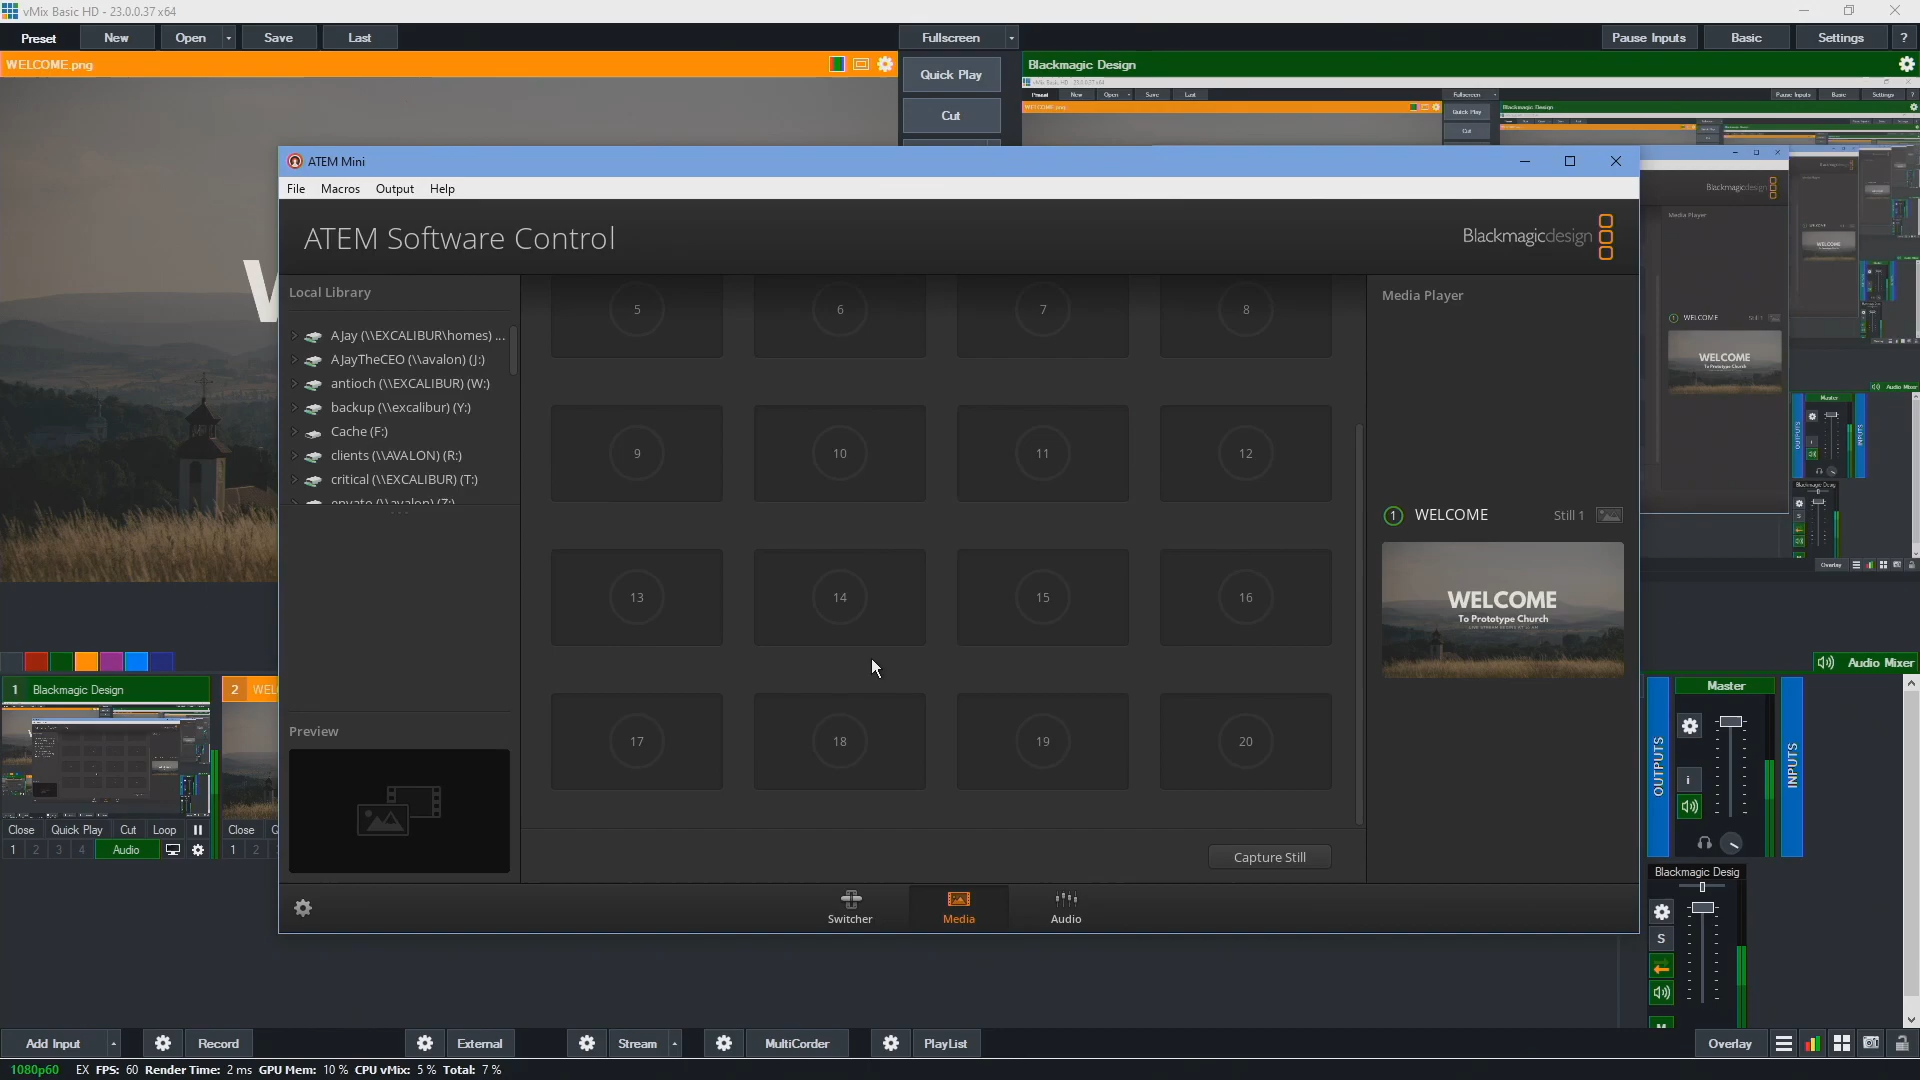 vMix Basic HD - 23.0.0.37 x64
Preset New Open Save Last Fullscreen Pause Inputs Basic Settings ?
WELCOME.png
Quick Play
Cut
Blackmagic Design
ATEM Mini
File Macros Output Help
ATEM Software Control
Blackmagicdesign
Local Library
AJay (\\EXCALIBUR\homes) ...
AJayTheCEO (\\avalon) (J:)
antioch (\\EXCALIBUR) (W:)
backup (\\excalibur) (Y:)
Cache (F:)
clients (\\AVALON) (R:)
critical (\\EXCALIBUR) (T:)
5 6 7 8
9 10 11 12
13 14 15 16
17 18 19 20
Capture Still
Media Player
1 WELCOME Still 1
WELCOME
To Prototype Church
Preview
Switcher Media Audio
1 Blackmagic Design
2 WEL
Close Quick Play Cut Loop
1 2 3 4 Audio
Close
1 2
Audio Mixer
Master
OUTPUTS
INPUTS
Blackmagic Desig
S
M
Add Input Record External Stream MultiCorder PlayList Overlay
1080p60 EX FPS: 60 Render Time: 2 ms GPU Mem: 10 % CPU vMix: 5 % Total: 7 %